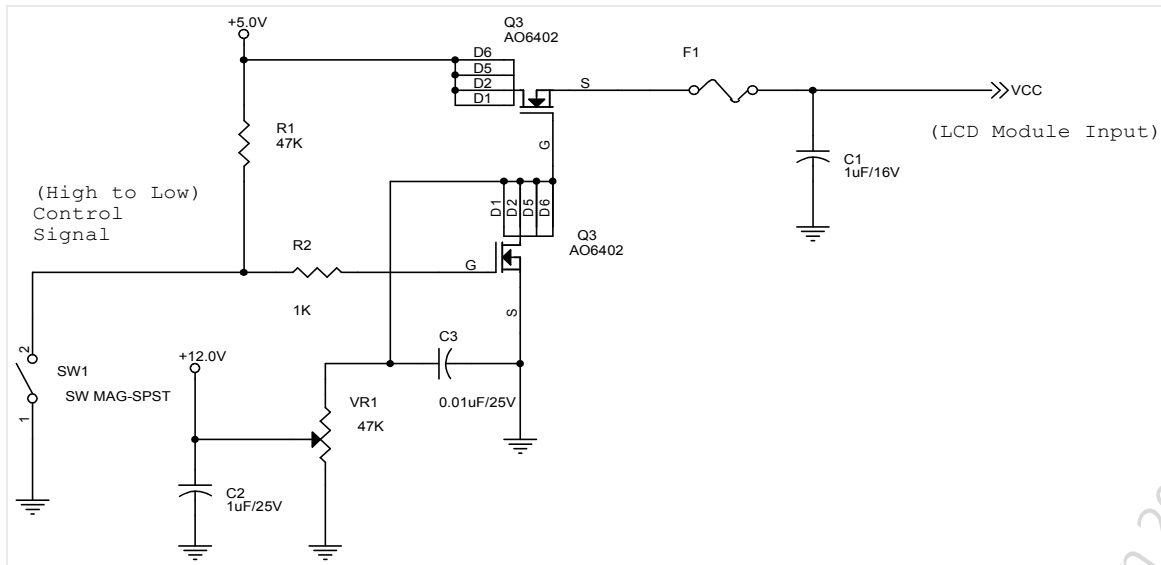 +5.0V
Q3
AO6402
D6
D5
D2
D1
S
F1
VCC
(LCD Module Input)
R1
47K
G
C1
1uF/16V
(High to Low)
Control
Signal
D1
D2
D5
D6
Q3
AO6402
R2
G
1K
S
C3
+12.0V
2
SW1
SW MAG-SPST
0.01uF/25V
VR1
47K
1
C2
1uF/25V